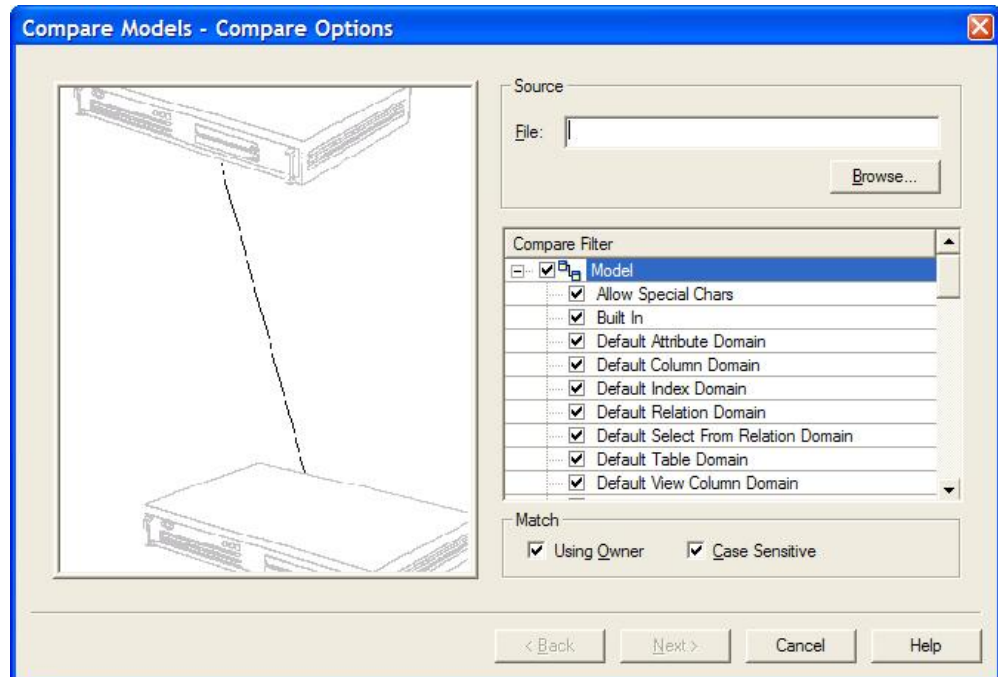 Compare Models - Compare Options
Source
File:
Browse...
Compare Filter
Model
Allow Special Chars
Built In
Default Attribute Domain
Default Column Domain
Default Index Domain
Default Relation Domain
Default Select From Relation Domain
Default Table Domain
Default View Column Domain
Match
Using Owner Case Sensitive
< Back Next > Cancel Help